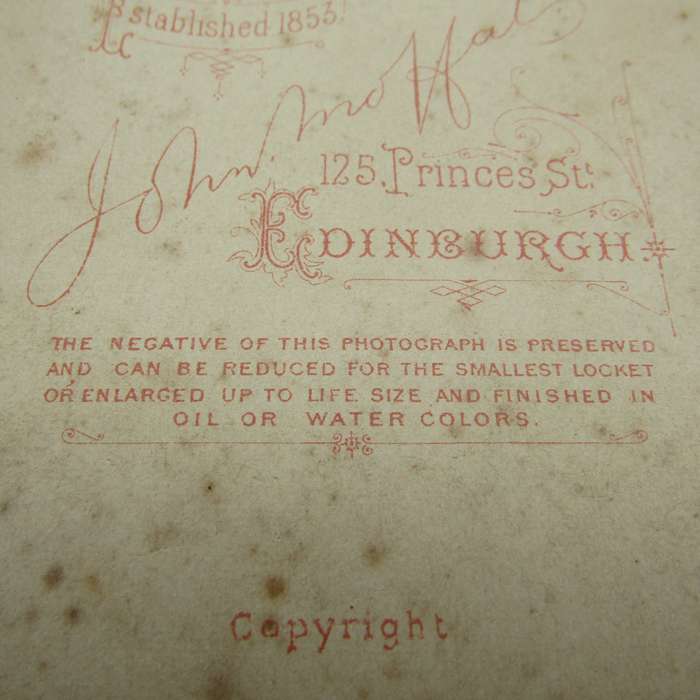 Established 1853.
John Moffat
125, Princes St.
EDINBURGH.
THE NEGATIVE OF THIS PHOTOGRAPH IS PRESERVED
AND CAN BE REDUCED FOR THE SMALLEST LOCKET
OR ENLARGED UP TO LIFE SIZE AND FINISHED IN
OIL OR WATER COLORS.
Copyright